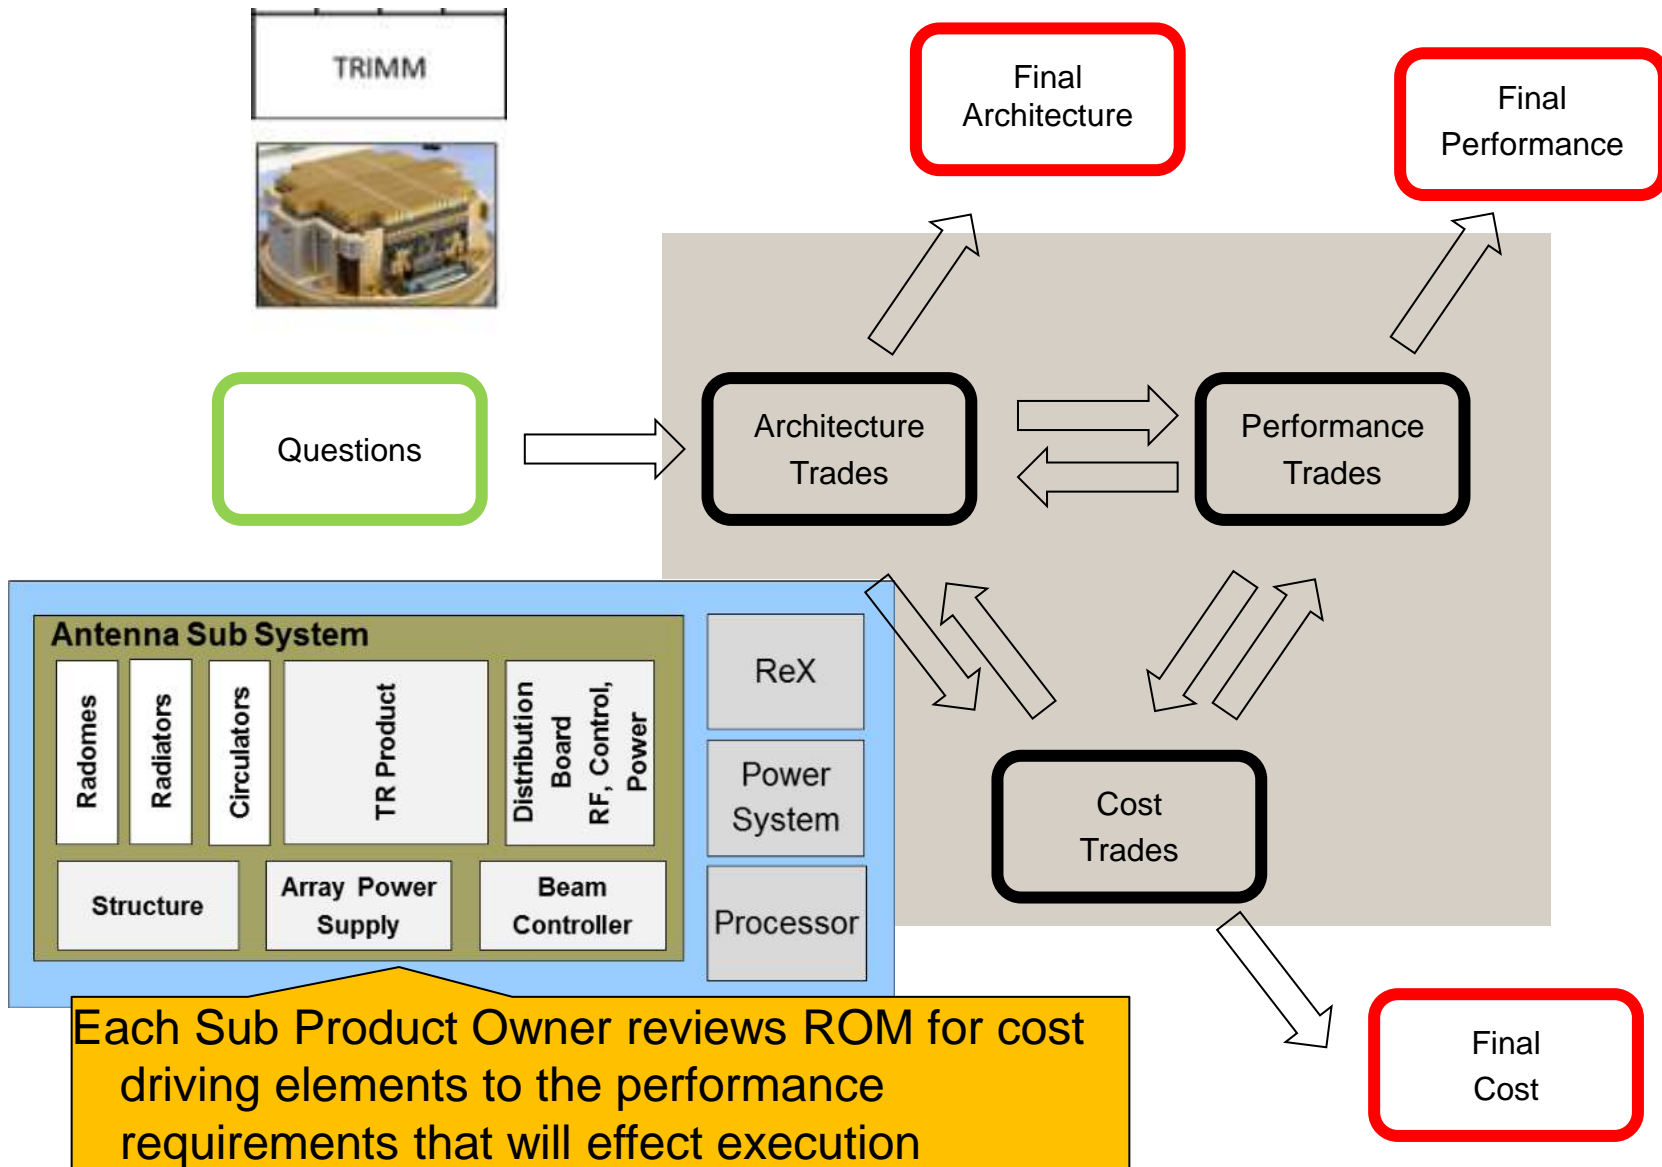 TRIMM
Final
Architecture
Final
Performance
Questions
Architecture
Trades
Performance
Trades
Cost
Trades
Final
Cost
Antenna Sub System
Radomes
Radiators
Circulators
TR Product
Distribution
Board
RF, Control,
Power
Structure
Array Power
Supply
Beam
Controller
ReX
Power
System
Processor
Each Sub Product Owner reviews ROM for cost
driving elements to the performance
requirements that will effect execution